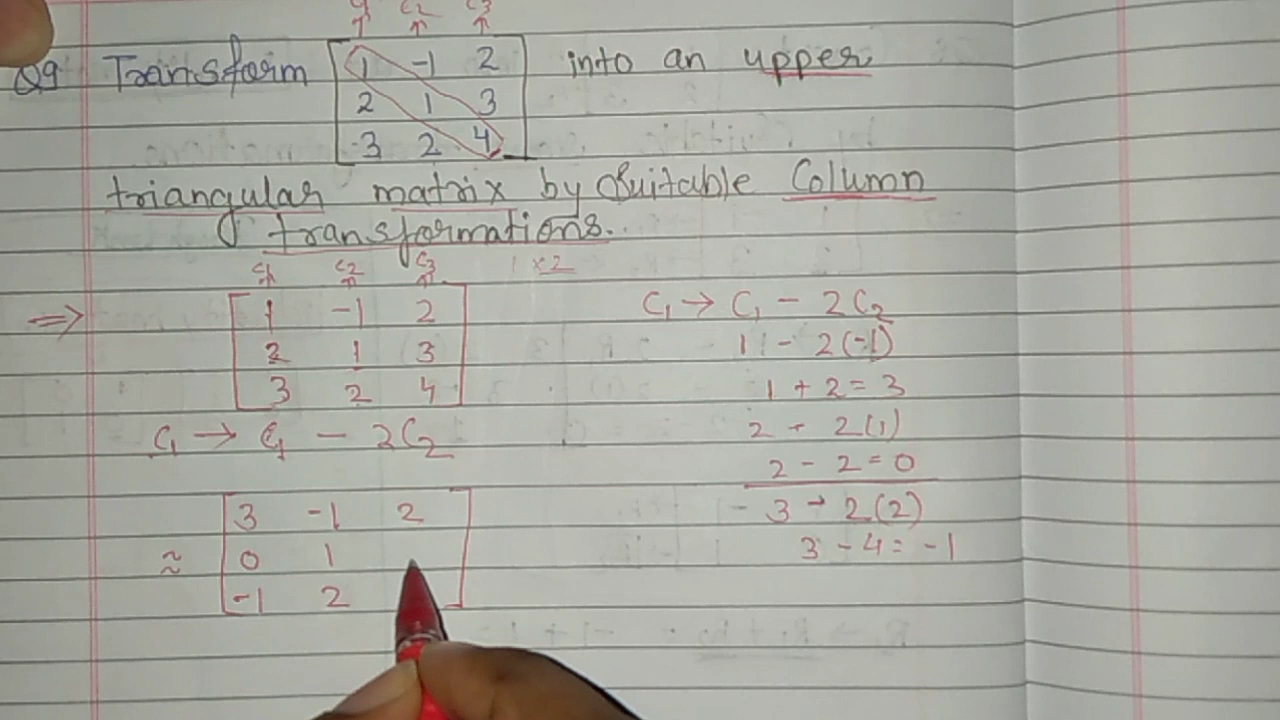 C1 C2 C3
Q9 Transform [1 -1 2 into an upper
2 1 3
3 2 4]
triangular matrix by Suitable Column
transformations.
C1 C2 C3 1 × 2
⇒ [1 -1 2
2 1 3
3 2 4]
C1 → C1 - 2C2
≈ [3 -1 2
0 1
-1 2 ]
C1 → C1 - 2C2
1 - 2(-1)
1 + 2 = 3
2 - 2(1)
2 - 2 = 0
- 3 - 2(2)
3 - 4 = -1